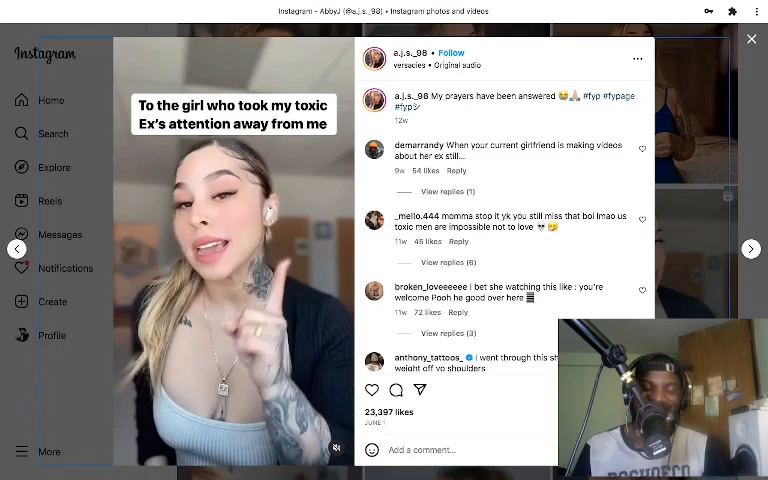 Instagram - AbbyJ (@a.j.s._98) • Instagram photos and videos
Instagram
Home
Search
Explore
Reels
Messages
Notifications
Create
Profile
More
To the girl who took my toxic
Ex's attention away from me
a.j.s._98 • Follow
versacies • Original audio
a.j.s._98 My prayers have been answered 😭🙏🏼 #fyp #fypage
#fypシ
12w
demarrandy When your current girlfriend is making videos
about her ex still...
9w 54 likes Reply
View replies (1)
_mello.444 momma stop it yk you still miss that boi lmao us
toxic men are impossible not to love
11w 45 likes Reply
View replies (6)
broken_loveeeeee I bet she watching this like : you're
welcome Pooh he good over here
11w 72 likes Reply
View replies (3)
anthony_tattoos_ I went through this sh
weight off yo shoulders
23,397 likes
JUNE 1
Add a comment...